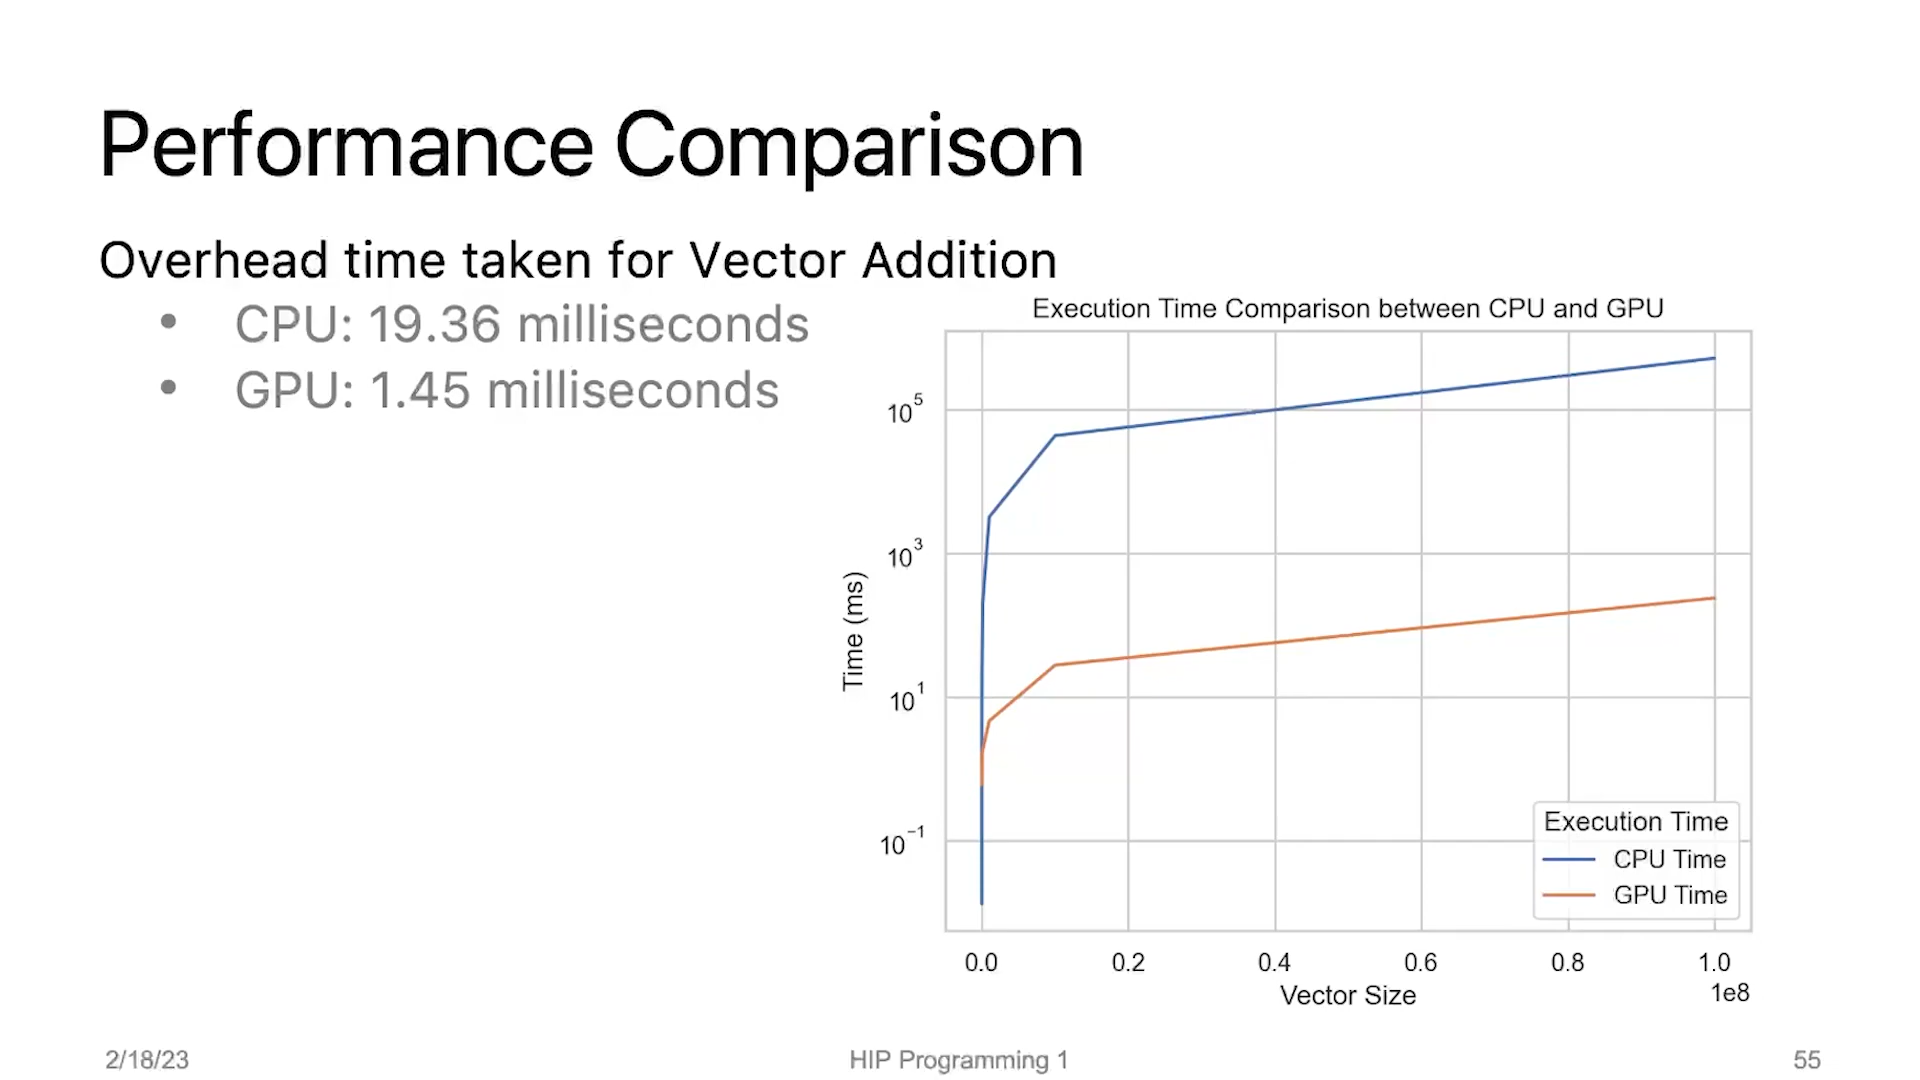 Performance Comparison
Overhead time taken for Vector Addition
• CPU: 19.36 milliseconds
• GPU: 1.45 milliseconds
Execution Time Comparison between CPU and GPU
10^5
10^3
10^1
10^-1
Time (ms)
Execution Time
CPU Time
GPU Time
0.0 0.2 0.4 0.6 0.8 1.0
1e8
Vector Size
2/18/23 HIP Programming 1 55